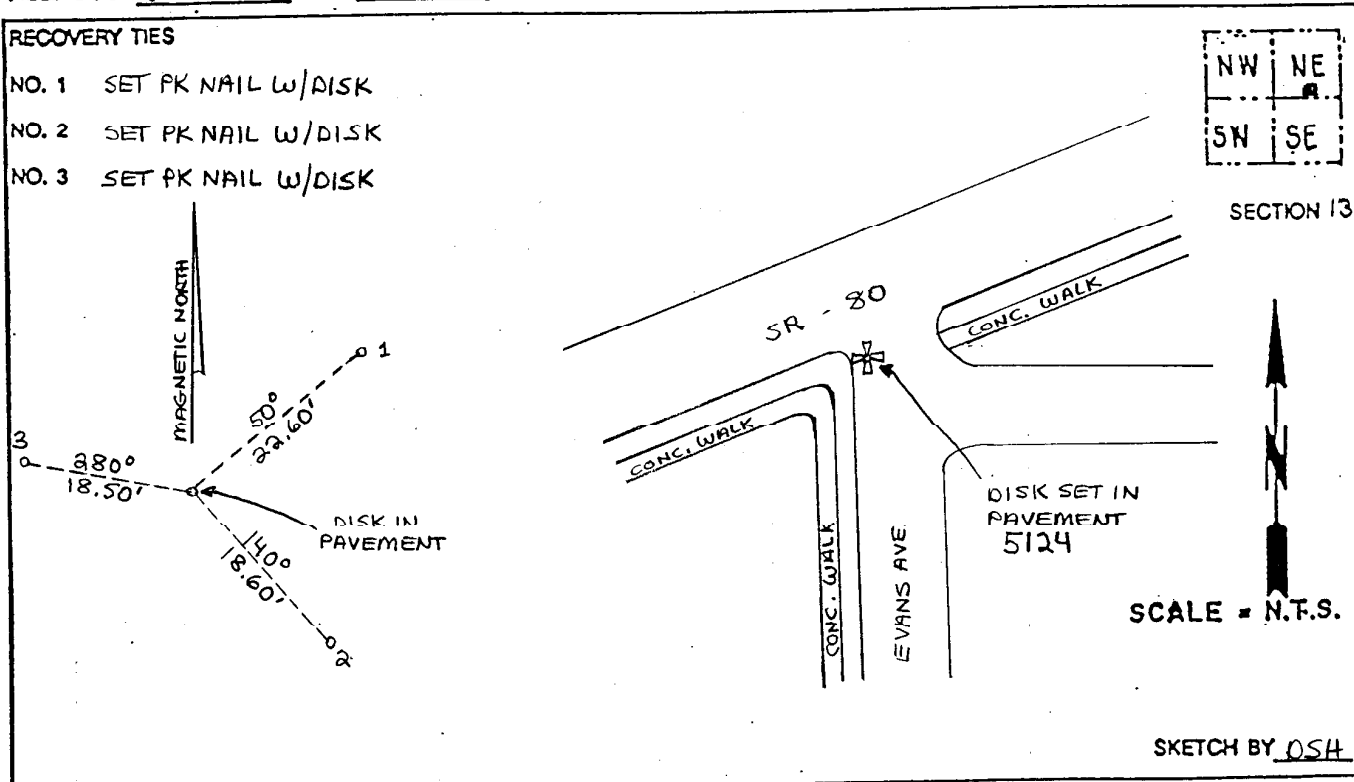 RECOVERY TIES
NO. 1 SET PK NAIL W/DISK
NO. 2 SET PK NAIL W/DISK
NO. 3 SET PK NAIL W/DISK
NW NE
SW SE
SECTION 13
MAGNETIC NORTH
1
50°
22.60'
3
280°
18.50'
DISK IN
PAVEMENT
140°
18.60'
2
SR - 80
CONC. WALK
CONC. WALK
CONC. WALK
EVANS AVE
DISK SET IN
PAVEMENT
5124
N
SCALE = N.T.S.
SKETCH BY DSH